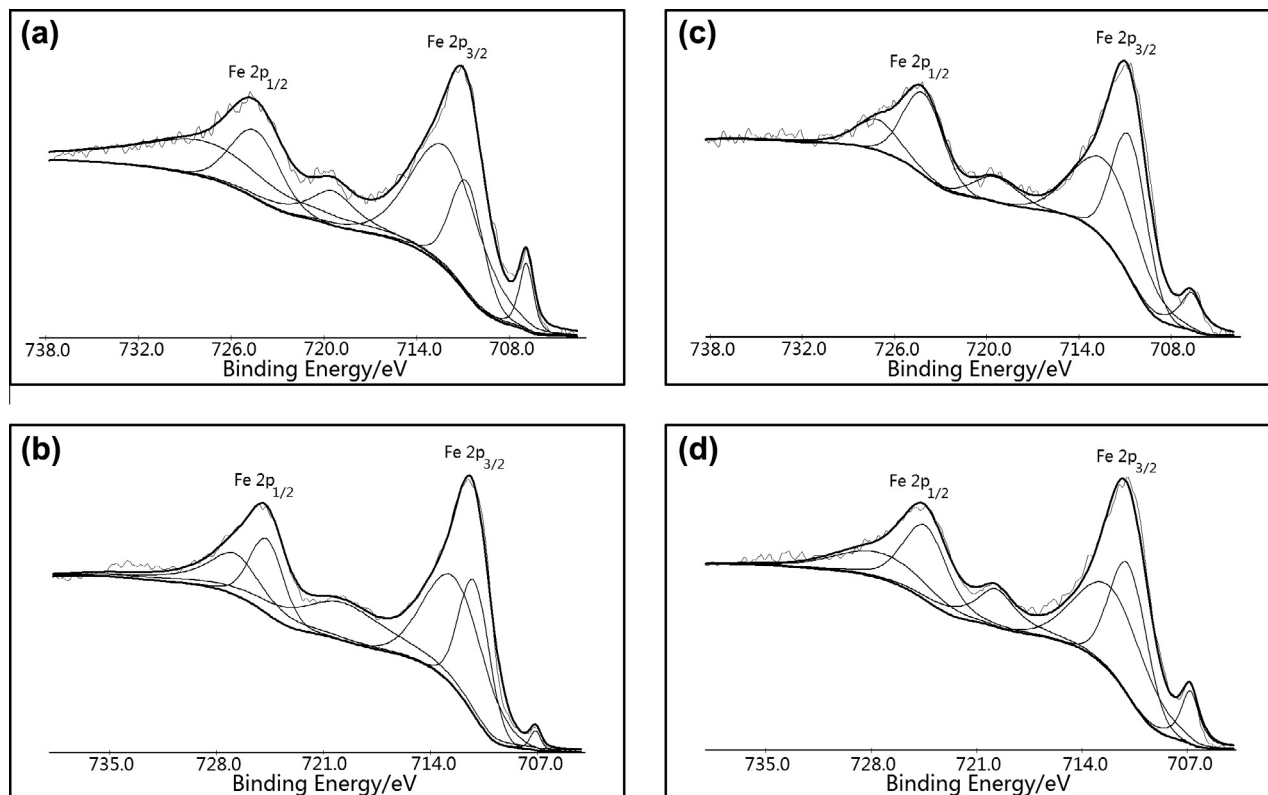 (a)
Fe 2p1/2
Fe 2p3/2
738.0 732.0 726.0 720.0 714.0 708.0
Binding Energy/eV
(c)
Fe 2p1/2
Fe 2p3/2
738.0 732.0 726.0 720.0 714.0 708.0
Binding Energy/eV
(b)
Fe 2p1/2
Fe 2p3/2
735.0 728.0 721.0 714.0 707.0
Binding Energy/eV
(d)
Fe 2p1/2
Fe 2p3/2
735.0 728.0 721.0 714.0 707.0
Binding Energy/eV